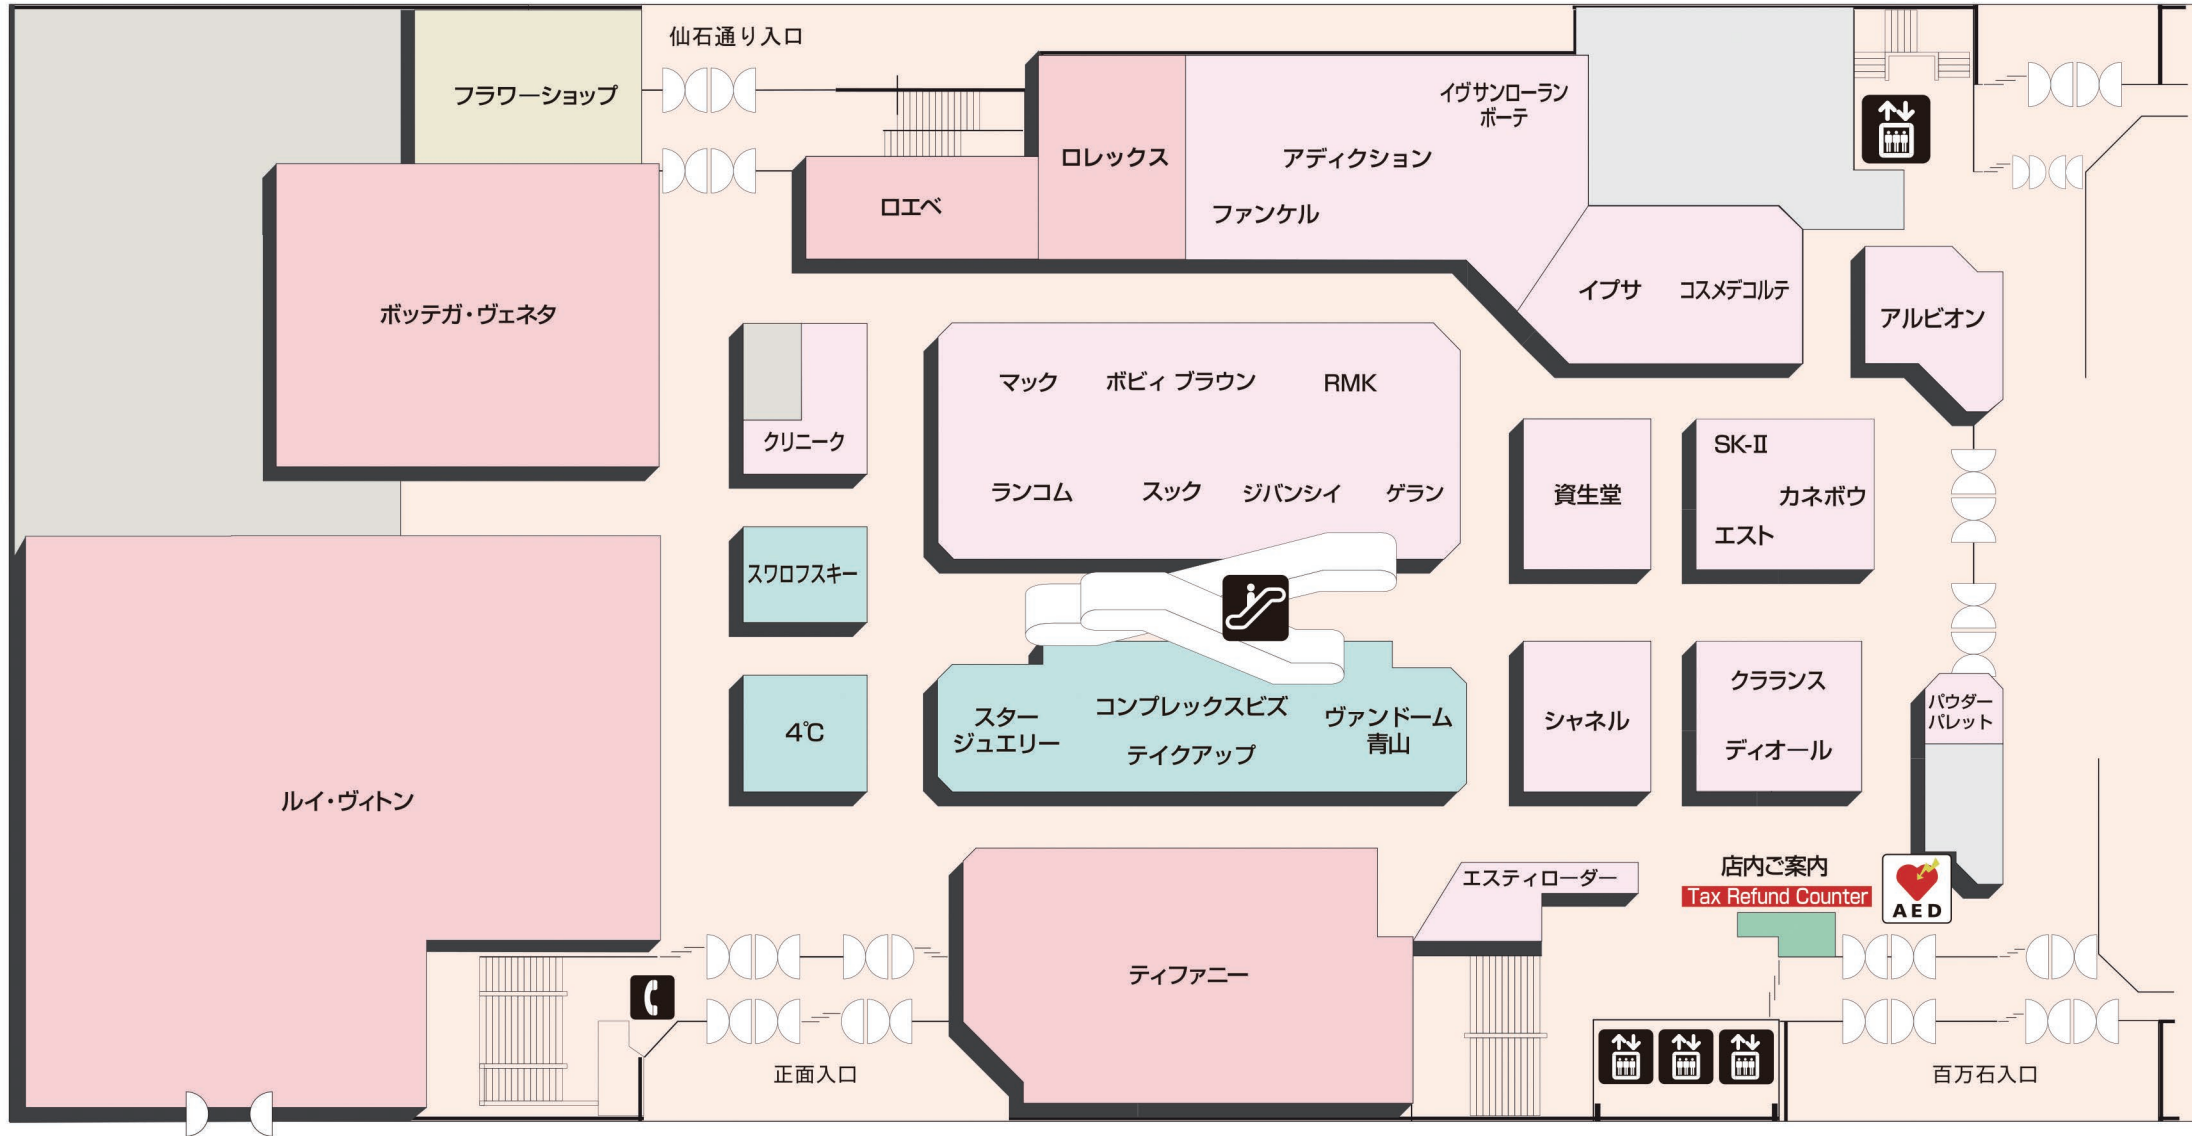 仙石通り入口
フラワーショップ
イヴサンローラン
ボーテ
アディクション
ロレックス
ファンケル
ロエベ
イプサ
コスメデコルテ
アルビオン
ボッテガ・ヴェネタ
マック
ボビィ ブラウン
RMK
クリニーク
ランコム
スック
ジバンシイ
ゲラン
資生堂
SK-II
カネボウ
エスト
スワロフスキー
4℃
スター
ジュエリー
コンプレックスビズ
テイクアップ
ヴァンドーム
青山
シャネル
クラランス
ディオール
パウダー
パレット
ルイ・ヴィトン
エスティローダー
店内ご案内
Tax Refund Counter
AED
ティファニー
正面入口
百万石入口